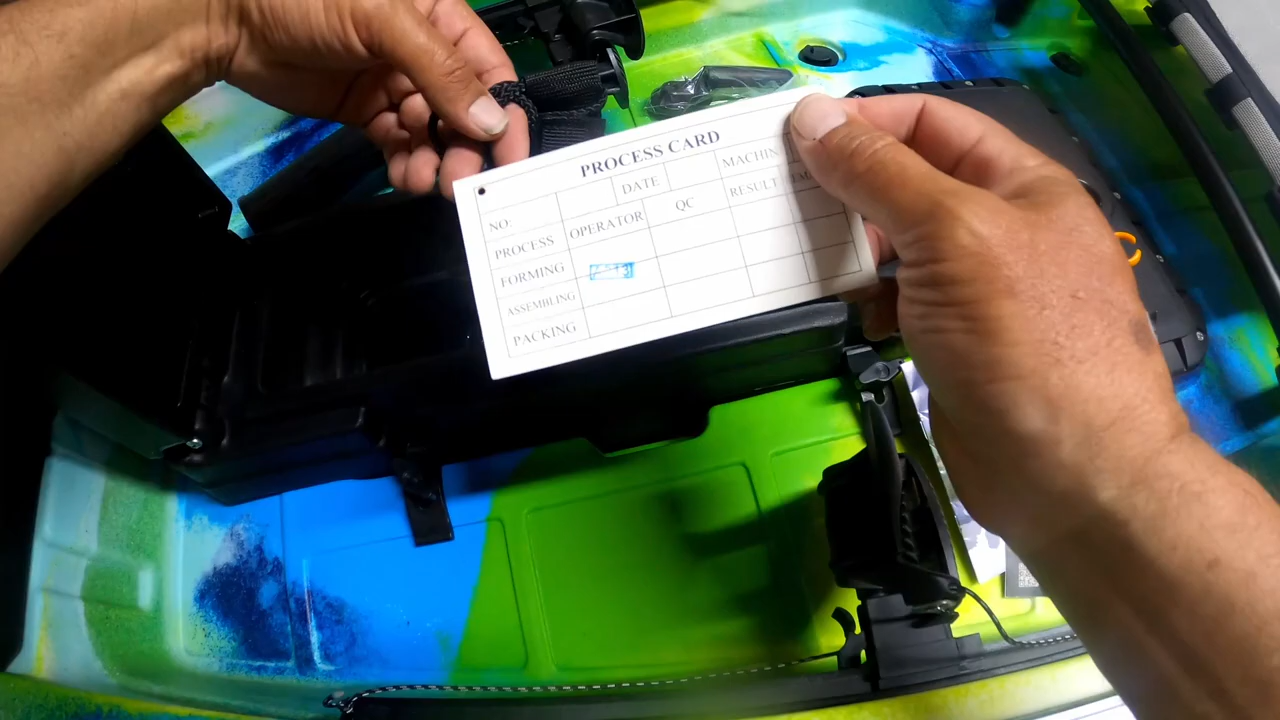 PROCESS CARD
NO: DATE MACHIN
PROCESS OPERATOR QC RESULT
FORMING
ASSEMBLING
PACKING